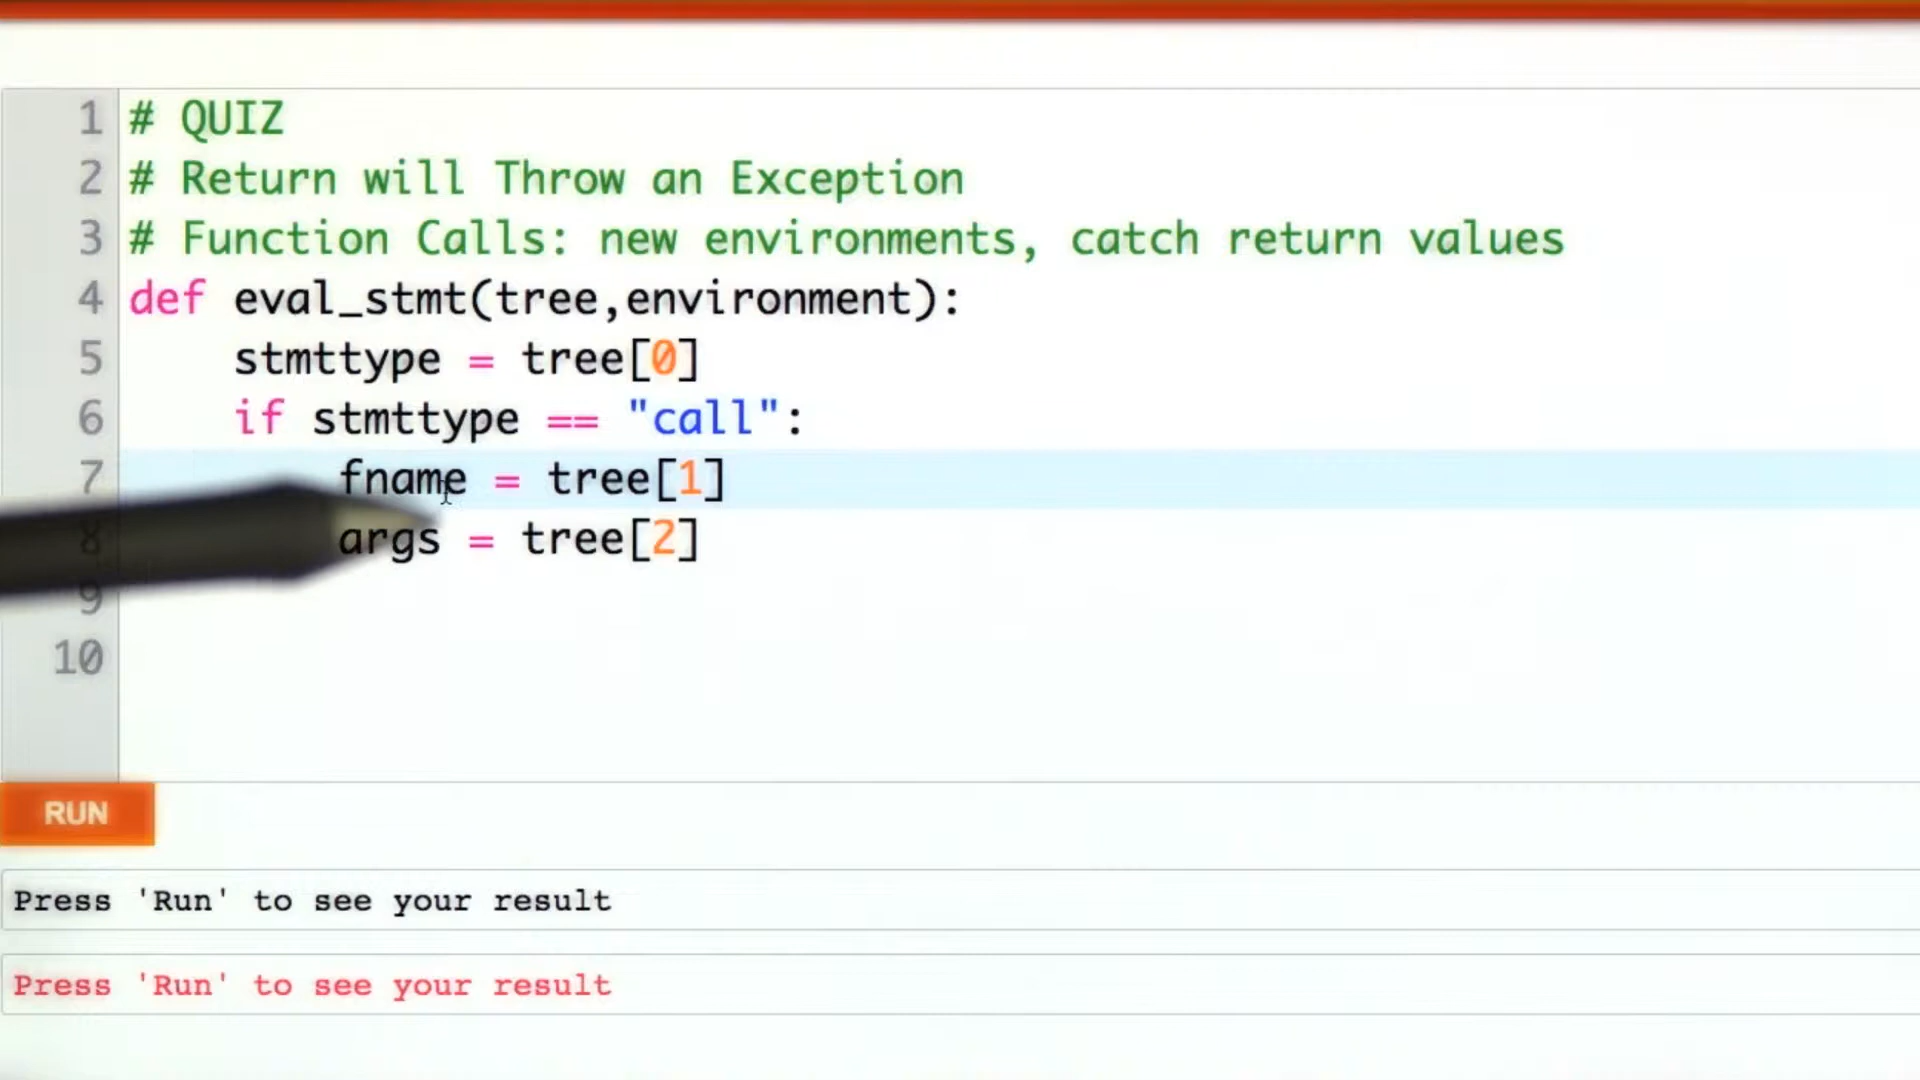 1 # QUIZ
2 # Return will Throw an Exception
3 # Function Calls: new environments, catch return values
4 def eval_stmt(tree,environment):
5 stmttype = tree[0]
6 if stmttype == "call":
7 fname = tree[1]
8 args = tree[2]
9
10
RUN
Press 'Run' to see your result
Press 'Run' to see your result